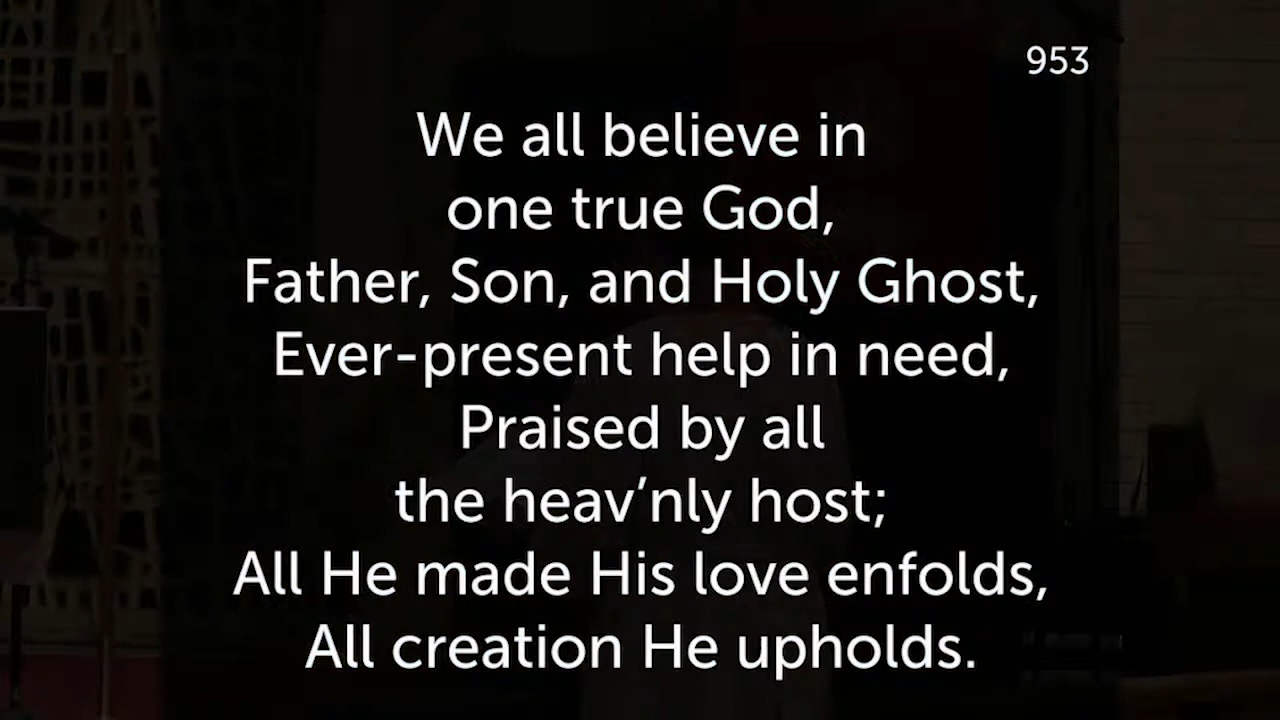 953
We all believe in
one true God,
Father, Son, and Holy Ghost,
Ever-present help in need,
Praised by all
the heav’nly host;
All He made His love enfolds,
All creation He upholds.